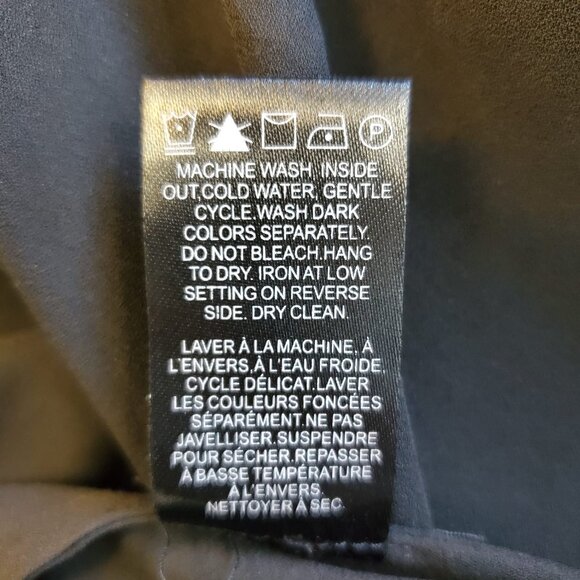 P
MACHINE WASH INSIDE
OUT.COLD WATER. GENTLE
CYCLE.WASH DARK
COLORS SEPARATELY.
DO NOT BLEACH.HANG
TO DRY. IRON AT LOW
SETTING ON REVERSE
SIDE. DRY CLEAN.
LAVER À LA MACHINE, À
L'ENVERS,À L'EAU FROIDE,
CYCLE DÉLICAT.LAVER
LES COULEURS FONCÉES
SÉPARÉMENT.NE PAS
JAVELLISER.SUSPENDRE
POUR SÉCHER.REPASSER
À BASSE TEMPÉRATURE
À L'ENVERS.
NETTOYER À SEC.